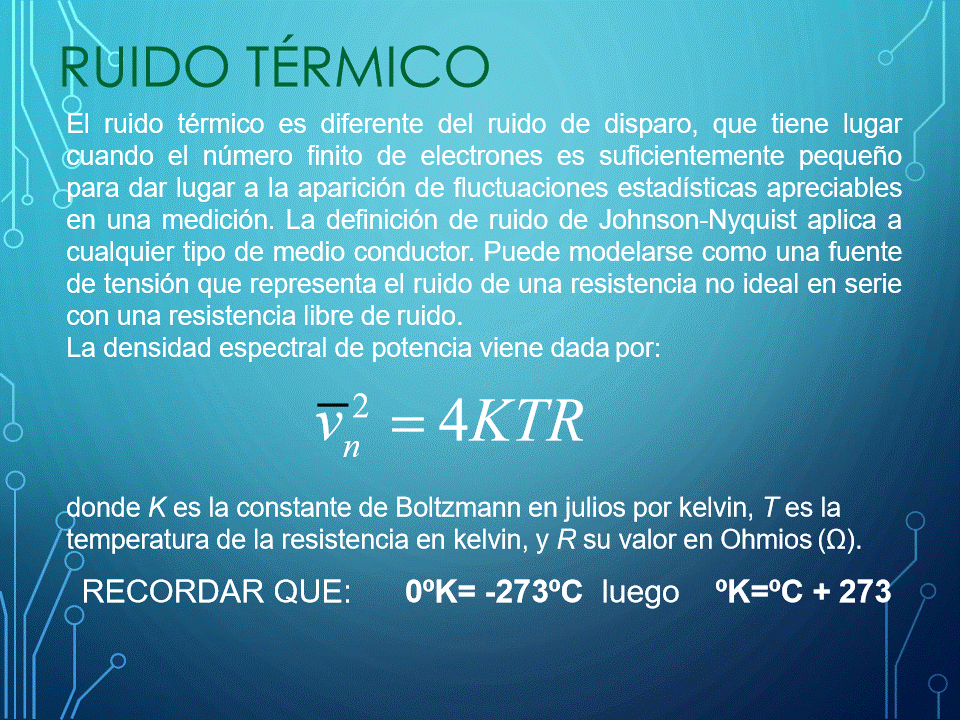 RUIDO TÉRMICO
El ruido térmico es diferente del ruido de disparo, que tiene lugar
cuando el número finito de electrones es suficientemente pequeño
para dar lugar a la aparición de fluctuaciones estadísticas apreciables
en una medición. La definición de ruido de Johnson-Nyquist aplica a
cualquier tipo de medio conductor. Puede modelarse como una fuente
de tensión que representa el ruido de una resistencia no ideal en serie
con una resistencia libre de ruido.
La densidad espectral de potencia viene dada por:
v̅ₙ² = 4KTR
donde K es la constante de Boltzmann en julios por kelvin, T es la
temperatura de la resistencia en kelvin, y R su valor en Ohmios (Ω).
RECORDAR QUE: 0ºK= -273ºC luego ºK=ºC + 273